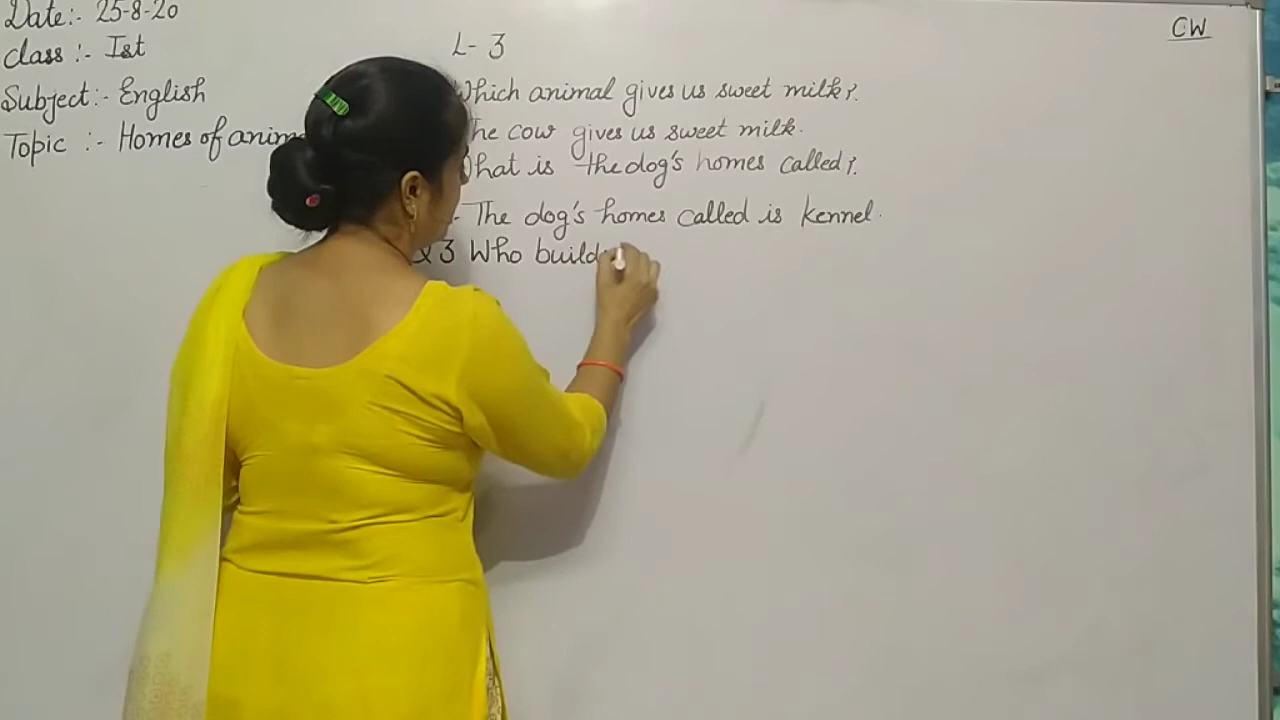 Date:- 25-8-20
CW
Class :- Ist
L- 3
Subject:- English
Which animal gives us sweet milk?.
Topic :- Homes of
The cow gives us sweet milk.
What is the dog's homes called?.
- The dog's homes called is kennel.
Q3 Who build